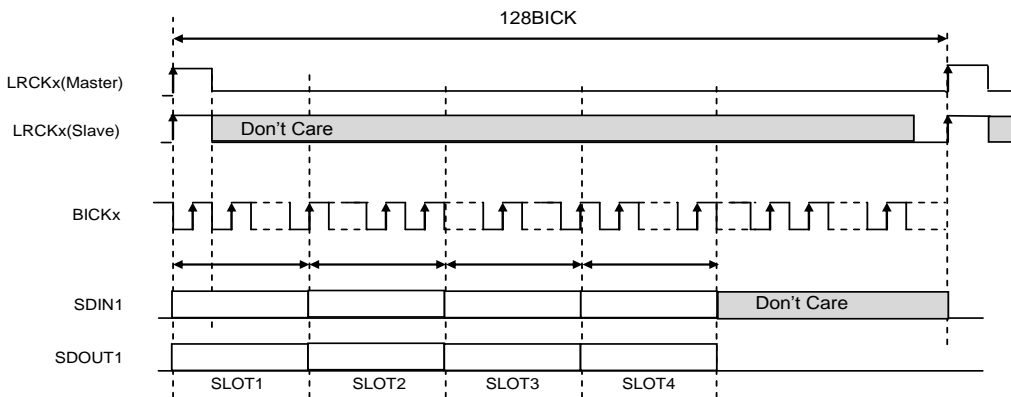 128BICK
LRCKx(Master)
LRCKx(Slave)
Don't Care
BICKx
SDIN1
Don't Care
SDOUT1
SLOT1 SLOT2 SLOT3 SLOT4